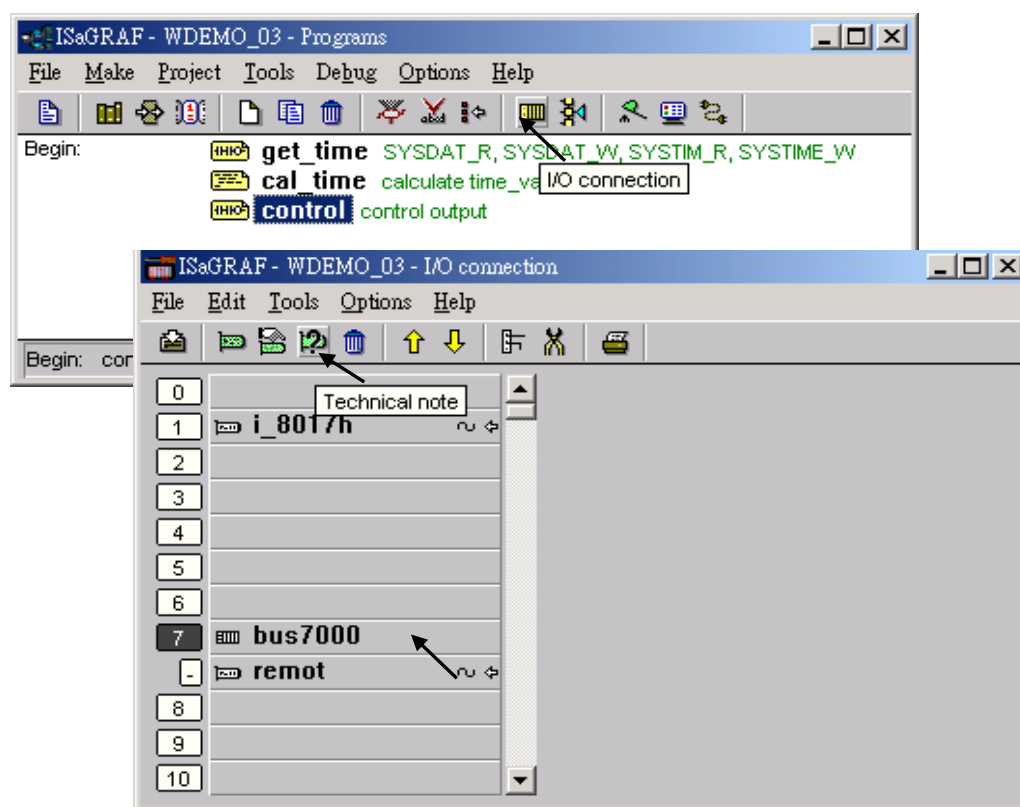 ISaGRAF - WDEMO_03 - Programs
File Make Project Tools Debug Options Help
Begin: get_time SYSDAT_R, SYSDAT_W, SYSTIM_R, SYSTIME_W
cal_time calculate time_va
I/O connection
control control output
Begin: con
ISaGRAF - WDEMO_03 - I/O connection
File Edit Tools Options Help
Technical note
0
1 i_8017h
2
3
4
5
6
7 bus7000
- remot
8
9
10